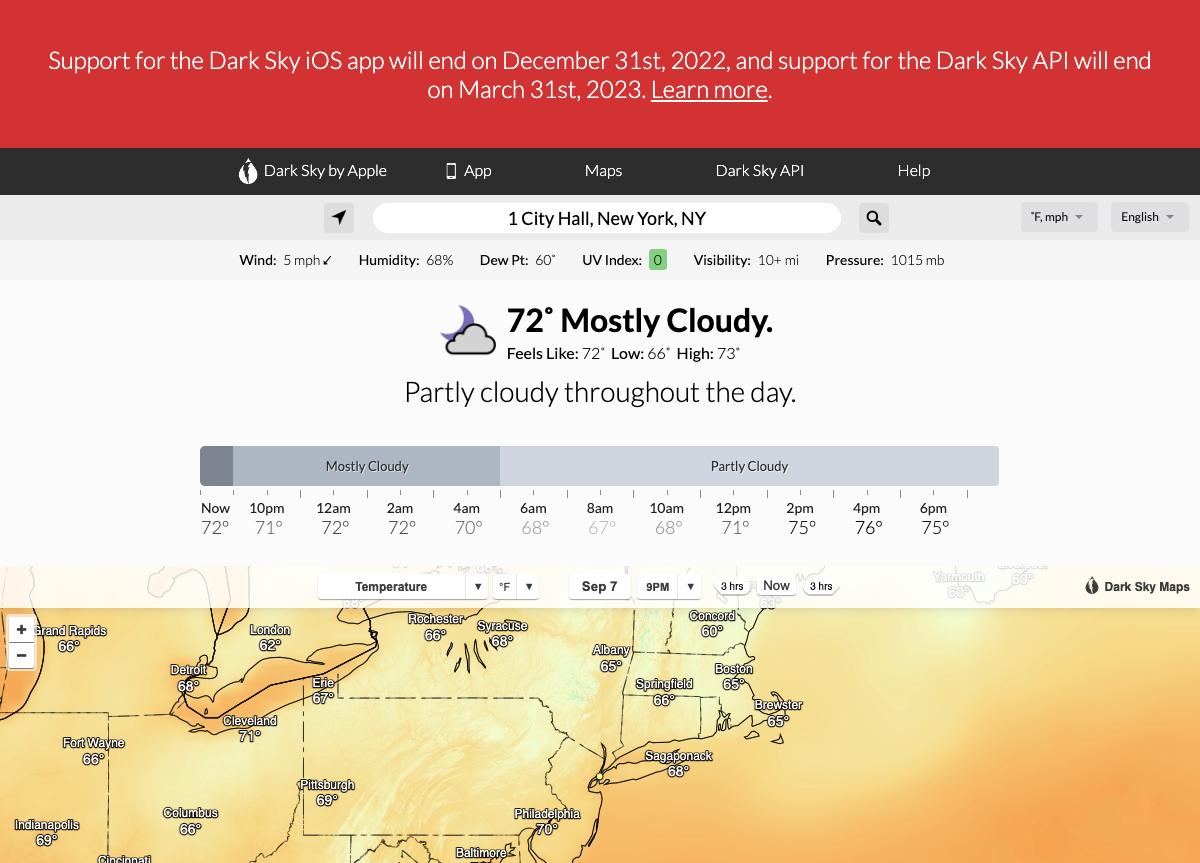 Support for the Dark Sky iOS app will end on December 31st, 2022, and support for the Dark Sky API will end
on March 31st, 2023. Learn more.
Dark Sky by Apple App Maps Dark Sky API Help
1 City Hall, New York, NY ˚F, mph English
Wind: 5 mph Humidity: 68% Dew Pt: 60˚ UV Index: 0 Visibility: 10+ mi Pressure: 1015 mb
72˚ Mostly Cloudy.
Feels Like: 72˚ Low: 66˚ High: 73˚
Partly cloudy throughout the day.
Mostly Cloudy Partly Cloudy
Now 10pm 12am 2am 4am 6am 8am 10am 12pm 2pm 4pm 6pm
72° 71° 72° 72° 70° 68° 67° 68° 71° 75° 76° 75°
Temperature ▼ °F ▼ Sep 7 9PM ▼ 3 hrs Now 3 hrs Dark Sky Maps
Yarmouth
60°
60°
68°
63°
+
−
Grand Rapids
66°
London
62°
Rochester
66°
Syracuse
68°
Concord
60°
Albany
65°
Detroit
68°
Erie
67°
Springfield
66°
Boston
65°
Brewster
65°
Cleveland
71°
Fort Wayne
66°
Sagaponack
68°
Pittsburgh
69°
Columbus
66°
Philadelphia
70°
Indianapolis
69°
Cincinnati
Baltimore